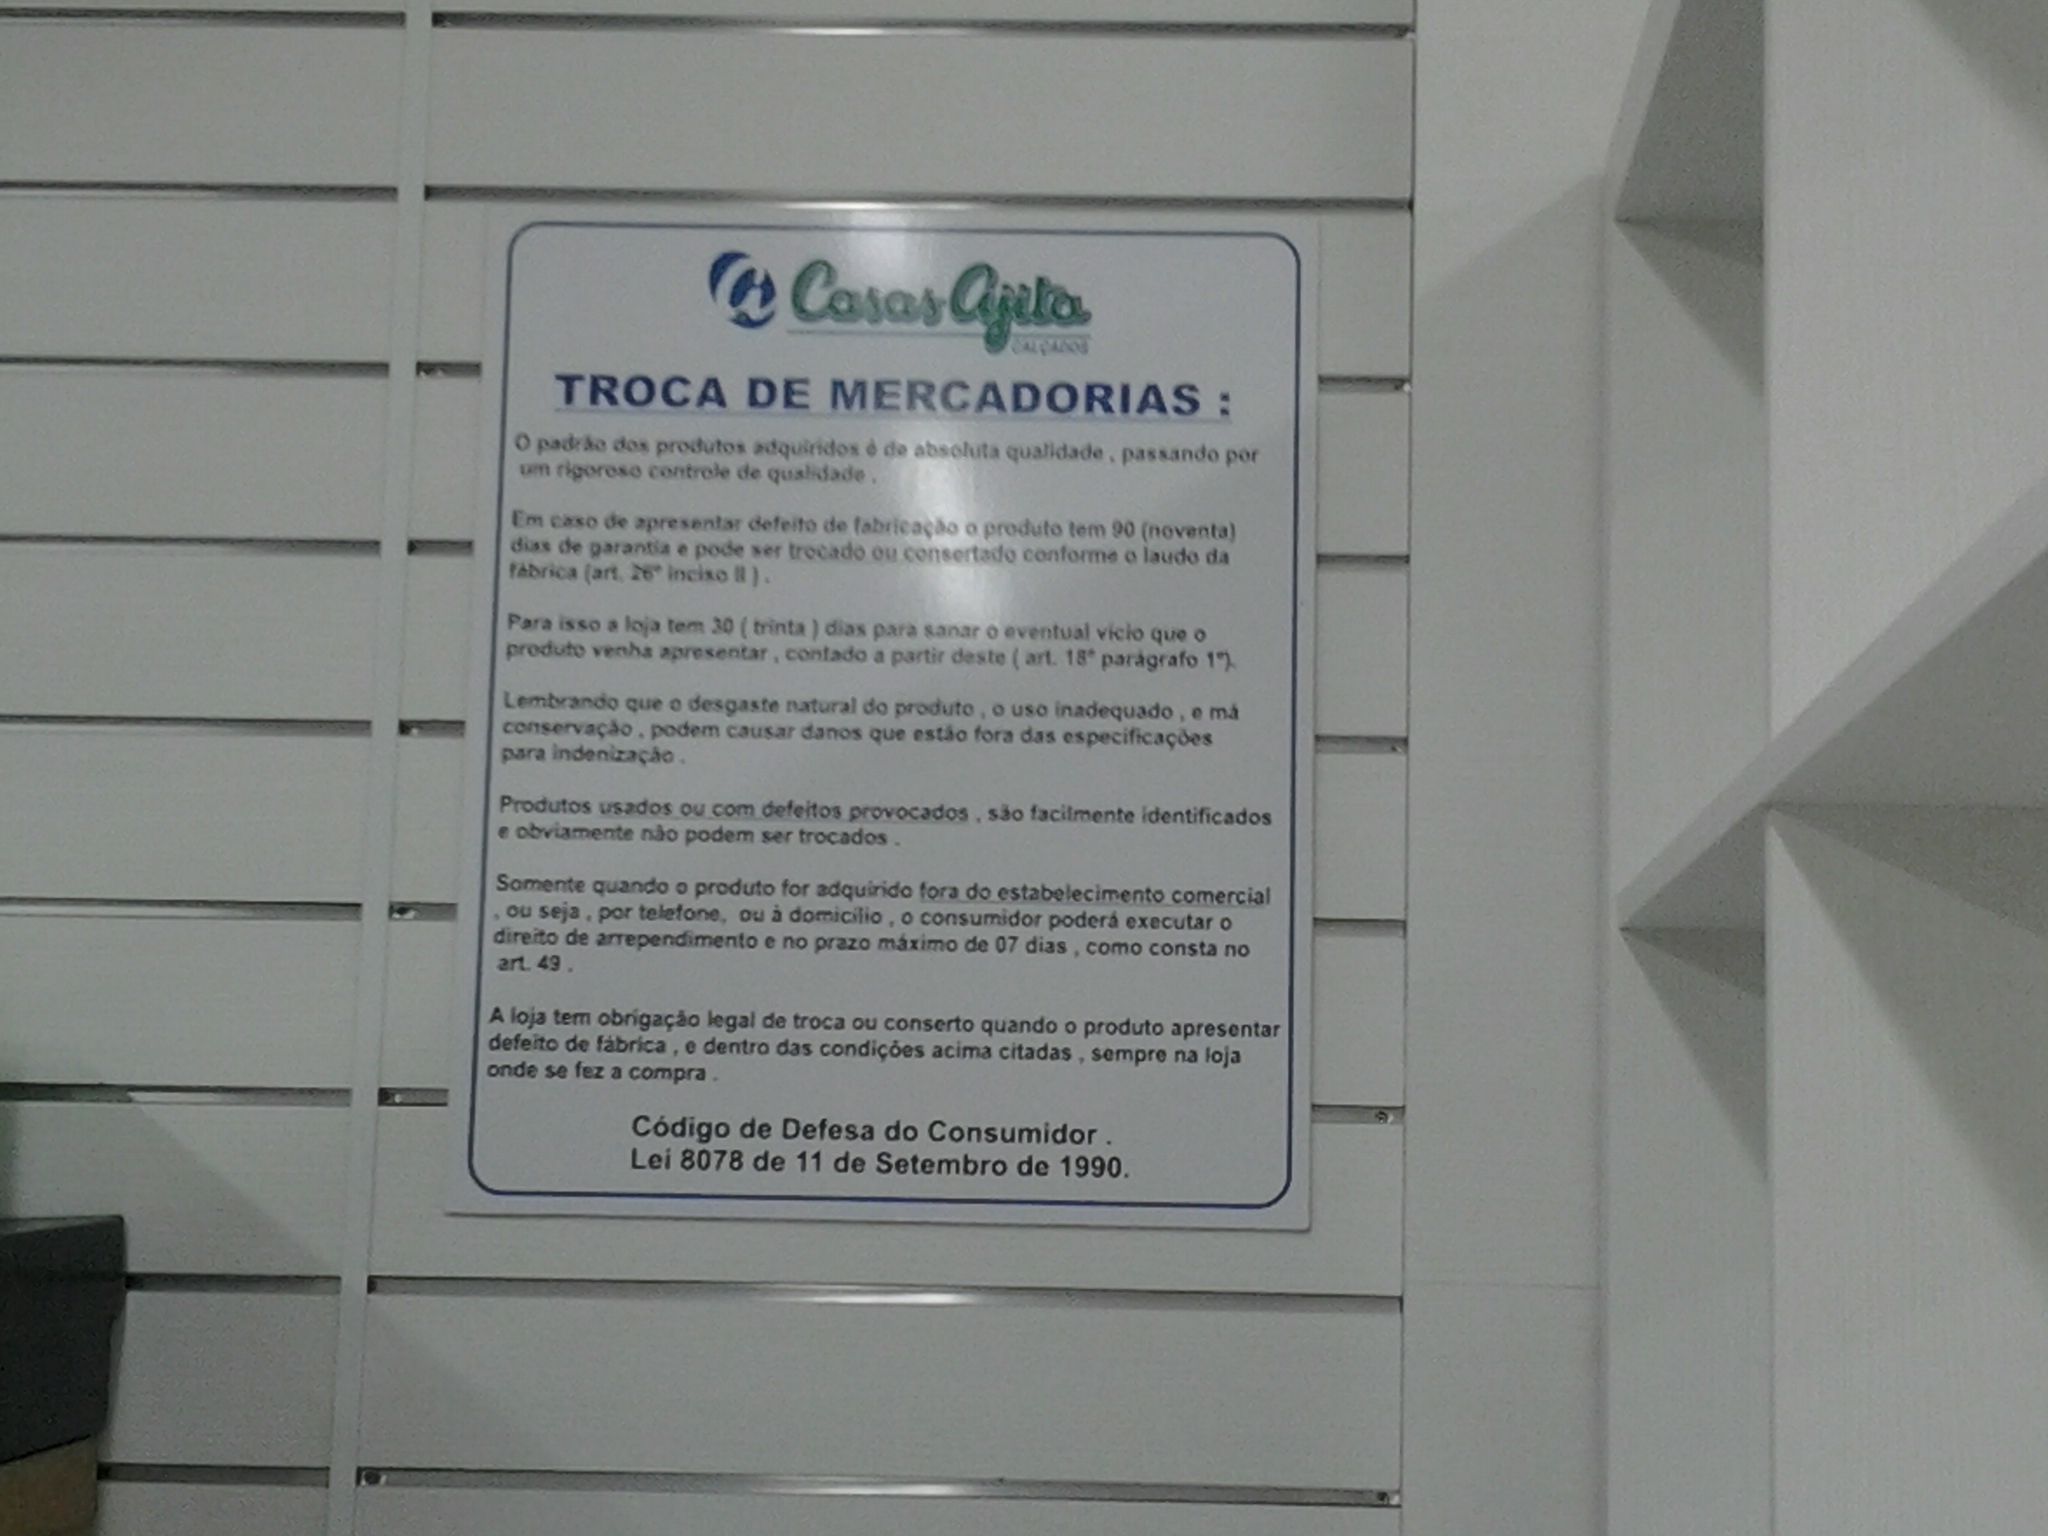 Casas Ajita
CALÇADOS
TROCA DE MERCADORIAS :
O padrão dos produtos adquiridos é de absoluta qualidade , passando por
um rigoroso controle de qualidade .
Em caso de apresentar defeito de fabricação o produto tem 90 (noventa)
dias de garantia e pode ser trocado ou consertado conforme o laudo da
fábrica (art. 26º inciso II ) .
Para isso a loja tem 30 ( trinta ) dias para sanar o eventual vício que o
produto venha apresentar , contado a partir deste ( art. 18º parágrafo 1º).
Lembrando que o desgaste natural do produto , o uso inadequado , e má
conservação , podem causar danos que estão fora das especificações
para indenização .
Produtos usados ou com defeitos provocados , são facilmente identificados
e obviamente não podem ser trocados .
Somente quando o produto for adquirido fora do estabelecimento comercial
, ou seja , por telefone, ou à domicílio , o consumidor poderá executar o
direito de arrependimento e no prazo máximo de 07 dias , como consta no
art. 49 .
A loja tem obrigação legal de troca ou conserto quando o produto apresentar
defeito de fábrica , e dentro das condições acima citadas , sempre na loja
onde se fez a compra .
Código de Defesa do Consumidor .
Lei 8078 de 11 de Setembro de 1990.